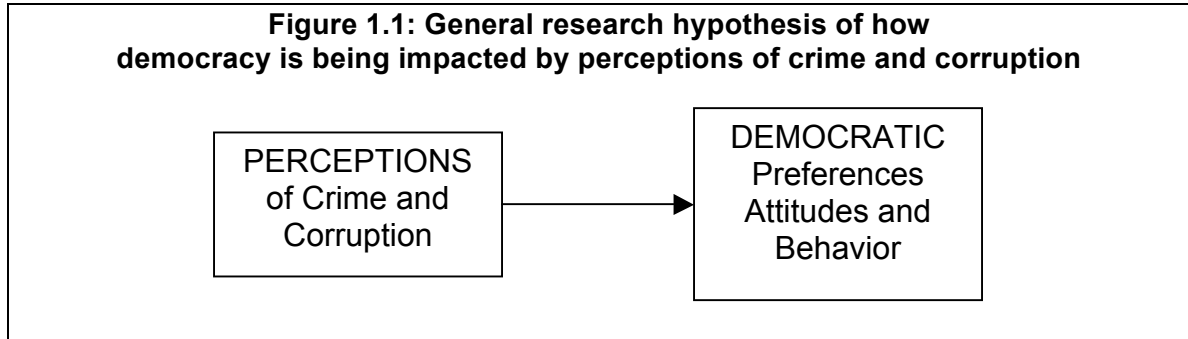 Figure 1.1: General research hypothesis of how
democracy is being impacted by perceptions of crime and corruption
PERCEPTIONS
of Crime and
Corruption
DEMOCRATIC
Preferences
Attitudes and
Behavior